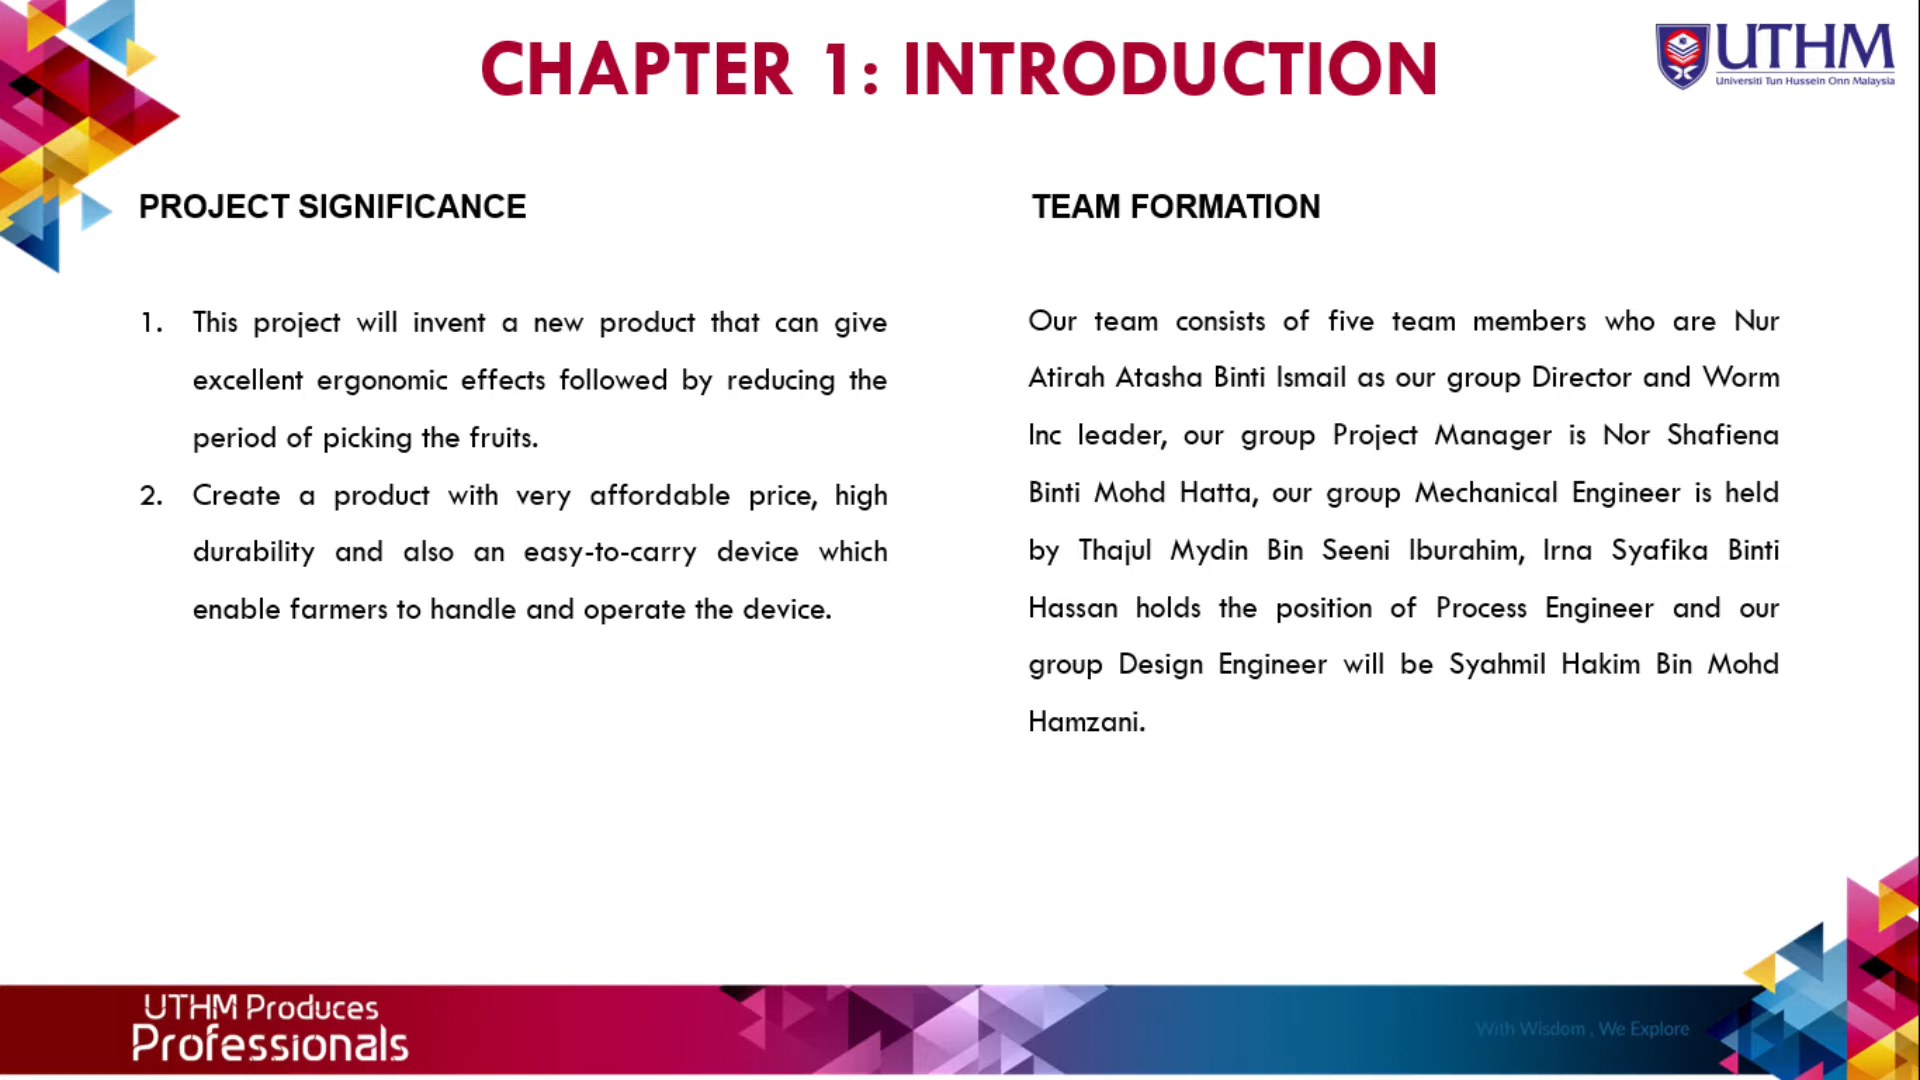 CHAPTER 1: INTRODUCTION
UTHM
Universiti Tun Hussein Onn Malaysia
PROJECT SIGNIFICANCE
1. This project will invent a new product that can give
excellent ergonomic effects followed by reducing the
period of picking the fruits.
2. Create a product with very affordable price, high
durability and also an easy-to-carry device which
enable farmers to handle and operate the device.
TEAM FORMATION
Our team consists of five team members who are Nur
Atirah Atasha Binti Ismail as our group Director and Worm
Inc leader, our group Project Manager is Nor Shafiena
Binti Mohd Hatta, our group Mechanical Engineer is held
by Thajul Mydin Bin Seeni Iburahim, Irna Syafika Binti
Hassan holds the position of Process Engineer and our
group Design Engineer will be Syahmil Hakim Bin Mohd
Hamzani.
UTHM Produces
Professionals
With Wisdom , We Explore